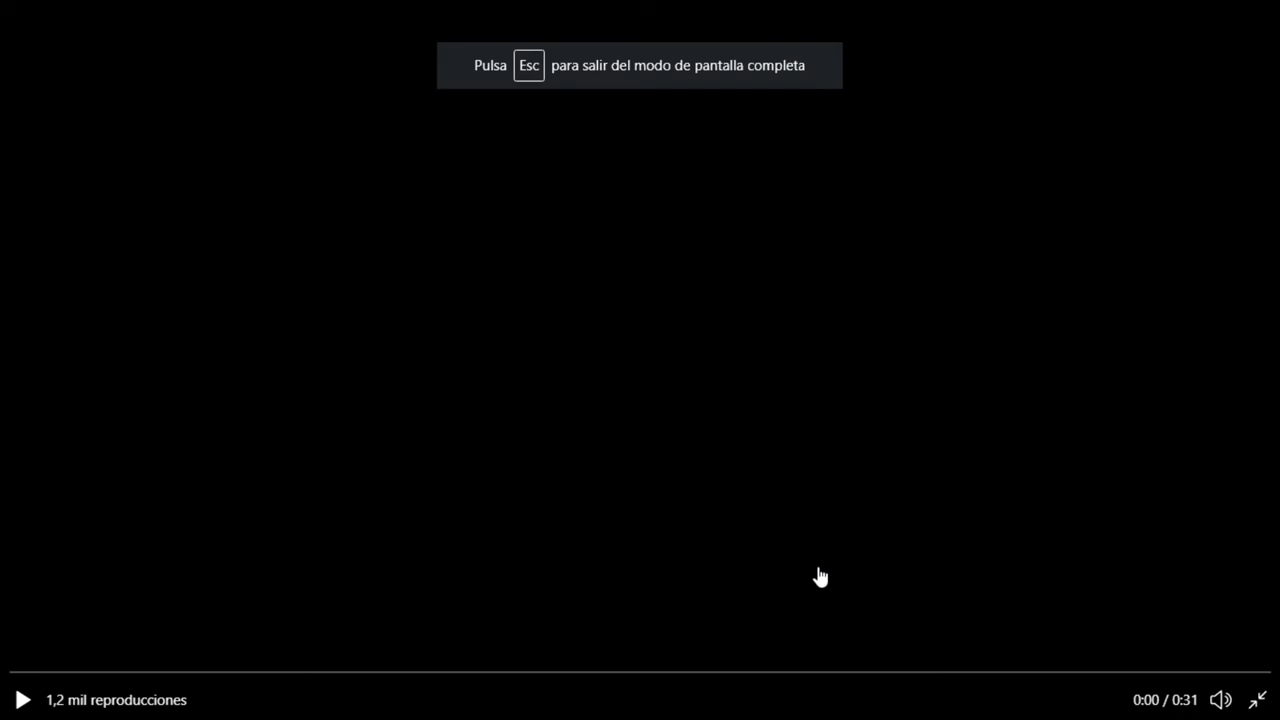 Pulsa Esc para salir del modo de pantalla completa
1,2 mil reproducciones 0:00 / 0:31